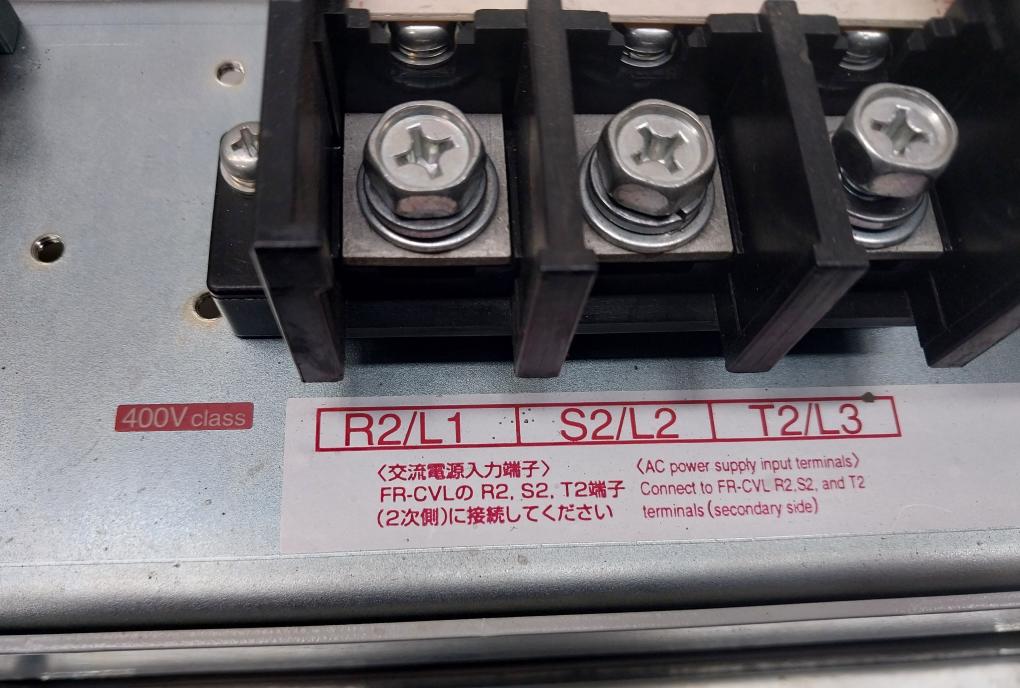 400V class
R2/L1 S2/L2 T2/L3
〈交流電源入力端子〉
FR-CVLの R2, S2, T2端子
(2次側)に接続してください
〈AC power supply input terminals〉
Connect to FR-CVL R2,S2, and T2
terminals (secondary side)